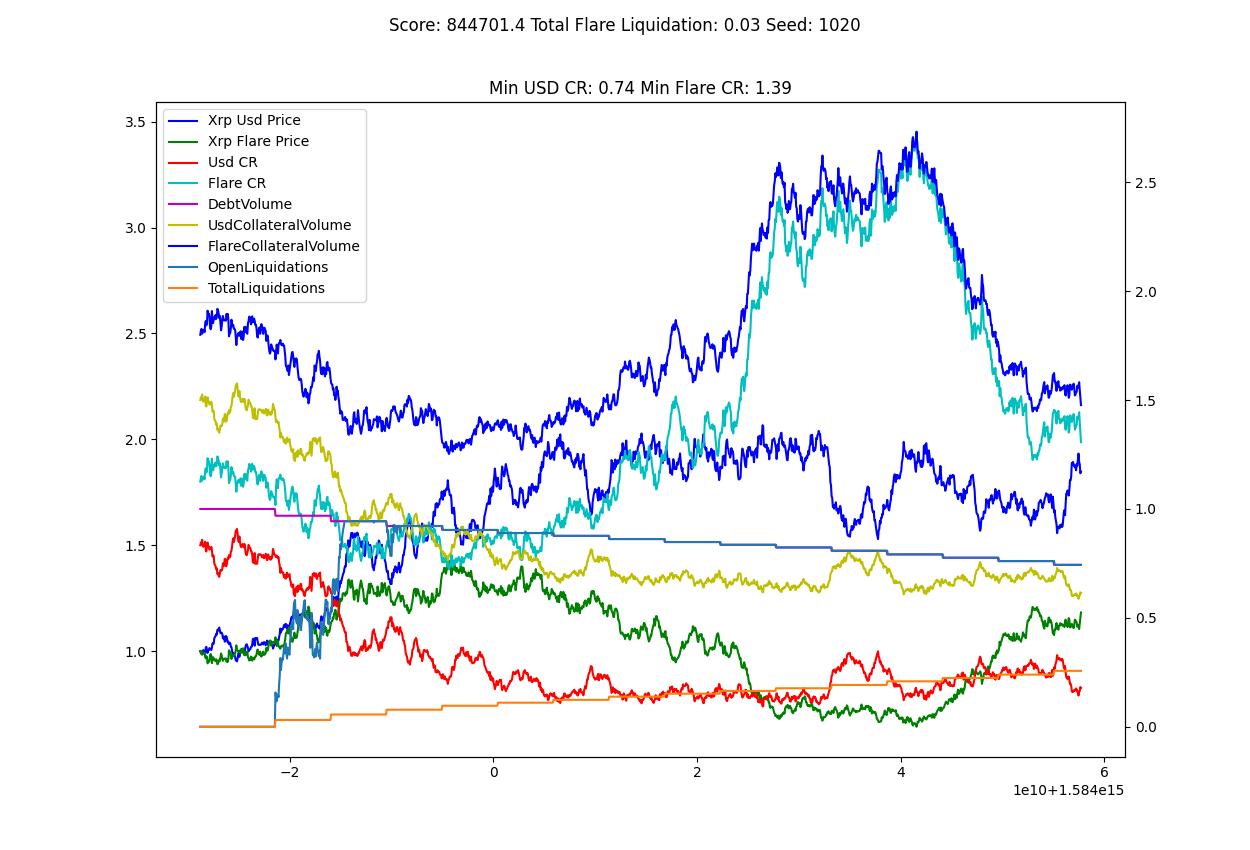 Score: 844701.4 Total Flare Liquidation: 0.03 Seed: 1020
Min USD CR: 0.74 Min Flare CR: 1.39
3.5
3.0
2.5
2.0
1.5
1.0
Xrp Usd Price
Xrp Flare Price
Usd CR
Flare CR
DebtVolume
UsdCollateralVolume
FlareCollateralVolume
OpenLiquidations
TotalLiquidations
2.5
2.0
1.5
1.0
0.5
0.0
−2 0 2 4 6
1e10+1.584e15